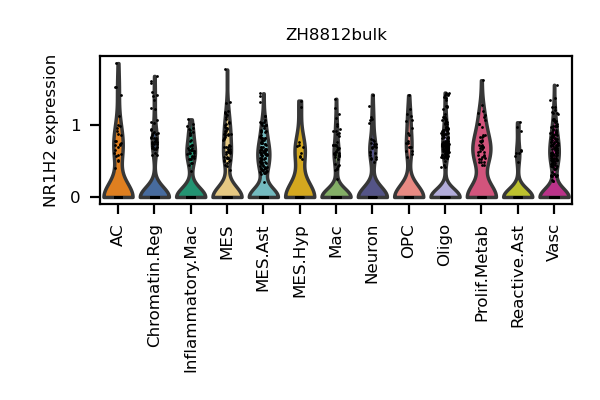 ZH8812bulk
NR1H2 expression
1
0
AC
Chromatin.Reg
Inflammatory.Mac
MES
MES.Ast
MES.Hyp
Mac
Neuron
OPC
Oligo
Prolif.Metab
Reactive.Ast
Vasc